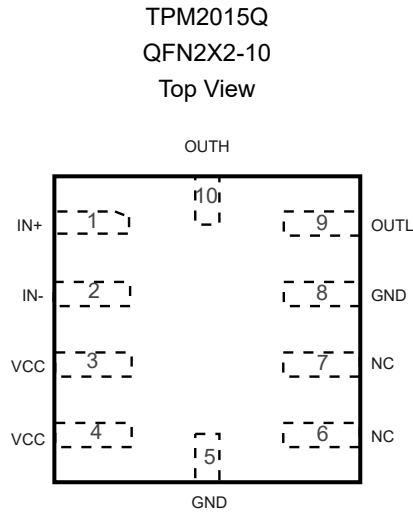 TPM2015Q
QFN2X2-10
Top View
OUTH
10
IN+ 1 9 OUTL
IN- 2 8 GND
VCC 3 7 NC
VCC 4 6 NC
5
GND